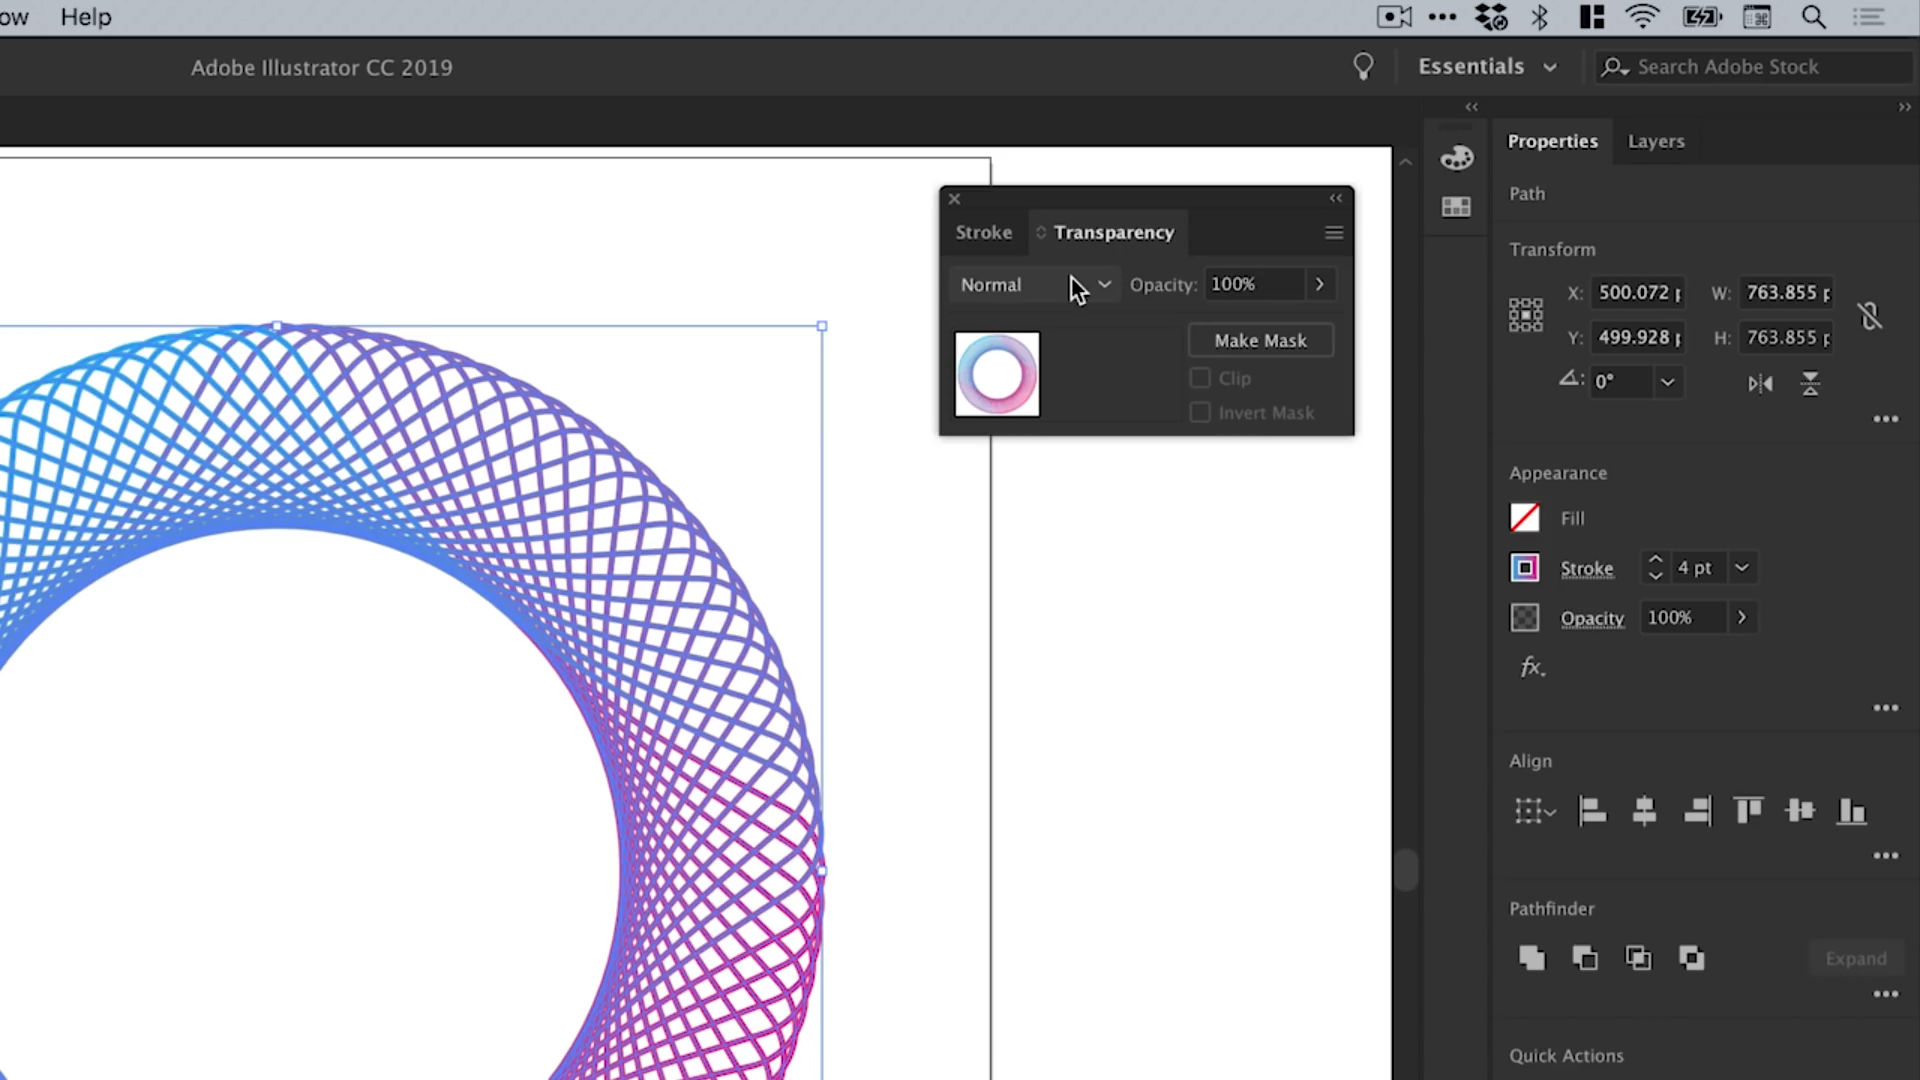 ow Help
Adobe Illustrator CC 2019
Essentials
Search Adobe Stock
Properties
Layers
Path
Transform
X: 500.072 p W: 763.855 p
Y: 499.928 p H: 763.855 p
0°
Appearance
Fill
Stroke 4 pt
Opacity 100%
fx
Align
Pathfinder
Expand
Quick Actions
Stroke Transparency
Normal Opacity: 100%
Make Mask
Clip
Invert Mask